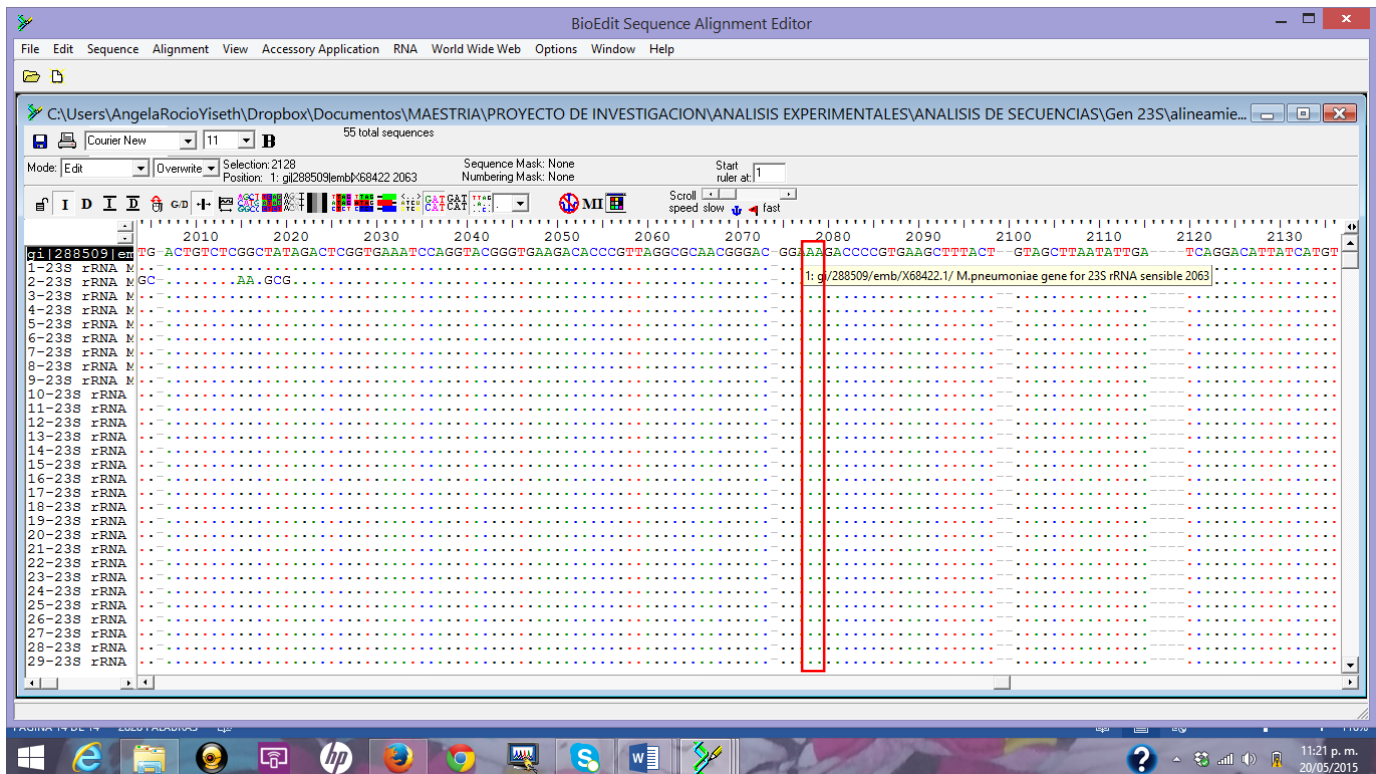 BioEdit Sequence Alignment Editor
File Edit Sequence Alignment View Accessory Application RNA World Wide Web Options Window Help
C:\Users\AngelaRocioYiseth\Dropbox\Documentos\MAESTRIA\PROYECTO DE INVESTIGACION\ANALISIS EXPERIMENTALES\ANALISIS DE SECUENCIAS\Gen 23S\alineamie...
Courier New 11 B 55 total sequences
Mode: Edit Overwrite Selection: 2128 Sequence Mask: None Start
Position: 1: gi|288509|emb|X68422 2063 Numbering Mask: None ruler at: 1
I D I D G/D MI Scroll
speed slow fast
2010 2020 2030 2040 2050 2060 2070 2080 2090 2100 2110 2120 2130
gi|288509|em TG-ACTGTCTCGGCTATAGACTCGGTGAAATCCAGGTACGGGTGAAGACACCCGTTAGGCGCAACGGGAC-GGAAAGACCCCGTGAAGCTTTACT--GTAGCTTAATATTGA----TCAGGACATTATCATGT
1-23S rRNA M
1: gi/288509/emb/X68422.1/ M.pneumoniae gene for 23S rRNA sensible 2063
2-23S rRNA M GC-........AA.GCG
3-23S rRNA M
4-23S rRNA M
5-23S rRNA M
6-23S rRNA M
7-23S rRNA M
8-23S rRNA M
9-23S rRNA M
10-23S rRNA
11-23S rRNA
12-23S rRNA
13-23S rRNA
14-23S rRNA
15-23S rRNA
16-23S rRNA
17-23S rRNA
18-23S rRNA
19-23S rRNA
20-23S rRNA
21-23S rRNA
22-23S rRNA
23-23S rRNA
24-23S rRNA
25-23S rRNA
26-23S rRNA
27-23S rRNA
28-23S rRNA
29-23S rRNA
11:21 p. m.
20/05/2015